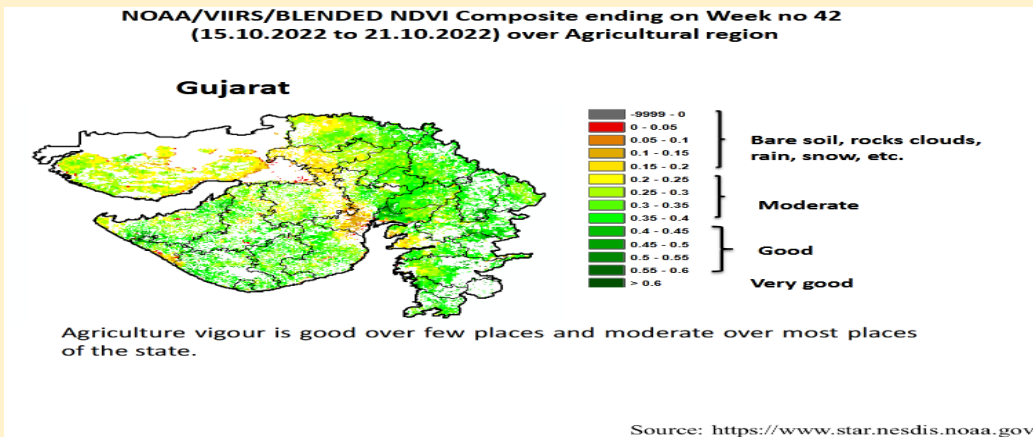 NOAA/VIIRS/BLENDED NDVI Composite ending on Week no 42
(15.10.2022 to 21.10.2022) over Agricultural region
Gujarat
-9999 - 0
0 - 0.05
0.05 - 0.1
0.1 - 0.15
0.15 - 0.2
0.2 - 0.25
0.25 - 0.3
0.3 - 0.35
0.35 - 0.4
0.4 - 0.45
0.45 - 0.5
0.5 - 0.55
0.55 - 0.6
> 0.6
Bare soil, rocks clouds,
rain, snow, etc.
Moderate
Good
Very good
Agriculture vigour is good over few places and moderate over most places
of the state.
Source: https://www.star.nesdis.noaa.gov